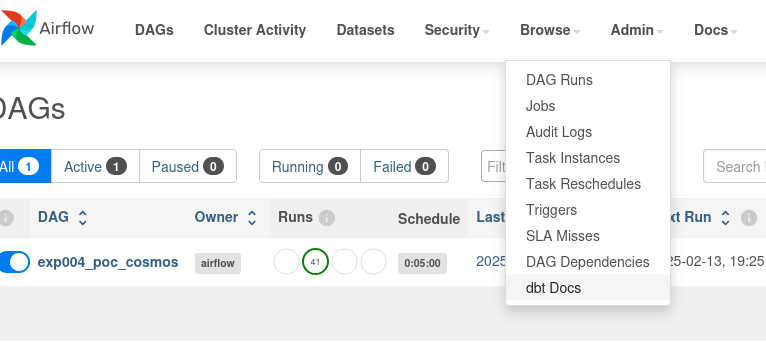 Airflow DAGs Cluster Activity Datasets Security Browse Admin Docs
DAG Runs
Jobs
Audit Logs
Task Instances
Task Reschedules
Triggers
SLA Misses
DAG Dependencies
dbt Docs
DAGs
All 1 Active 1 Paused 0 Running 0 Failed 0 Filt Search
DAG Owner Runs Schedule Last Run
exp004_poc_cosmos airflow 41 0:05:00 2025 25-02-13, 19:25